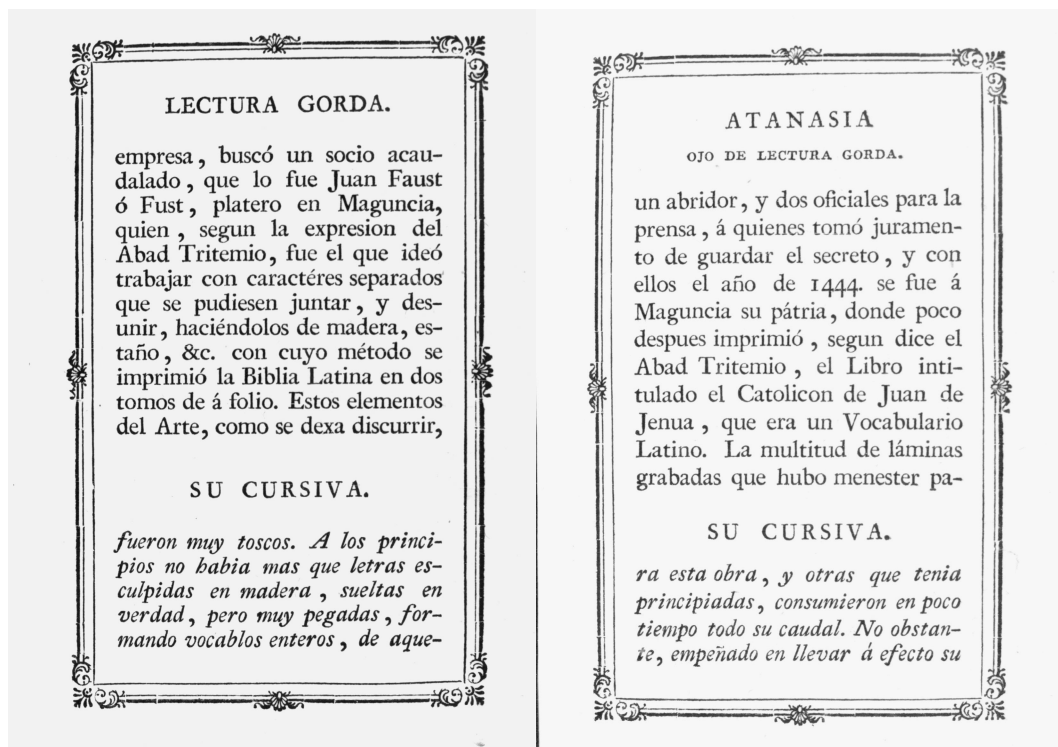 LECTURA GORDA.
empresa, buscó un socio acau-
dalado, que lo fue Juan Faust
ó Fust, platero en Maguncia,
quien, segun la expresion del
Abad Tritemio, fue el que ideó
trabajar con caractéres separados
que se pudiesen juntar, y des-
unir, haciéndolos de madera, es-
taño, &c. con cuyo método se
imprimió la Biblia Latina en dos
tomos de á folio. Estos elementos
del Arte, como se dexa discurrir,
SU CURSIVA.
fueron muy toscos. A los princi-
pios no habia mas que letras es-
culpidas en madera, sueltas en
verdad, pero muy pegadas, for-
mando vocablos enteros, de aque-
ATANASIA
OJO DE LECTURA GORDA.
un abridor, y dos oficiales para la
prensa, á quienes tomó juramen-
to de guardar el secreto, y con
ellos el año de 1444. se fue á
Maguncia su pátria, donde poco
despues imprimió, segun dice el
Abad Tritemio, el Libro inti-
tulado el Catolicon de Juan de
Jenua, que era un Vocabulario
Latino. La multitud de láminas
grabadas que hubo menester pa-
SU CURSIVA.
ra esta obra, y otras que tenia
principiadas, consumieron en poco
tiempo todo su caudal. No obstan-
te, empeñado en llevar á efecto su